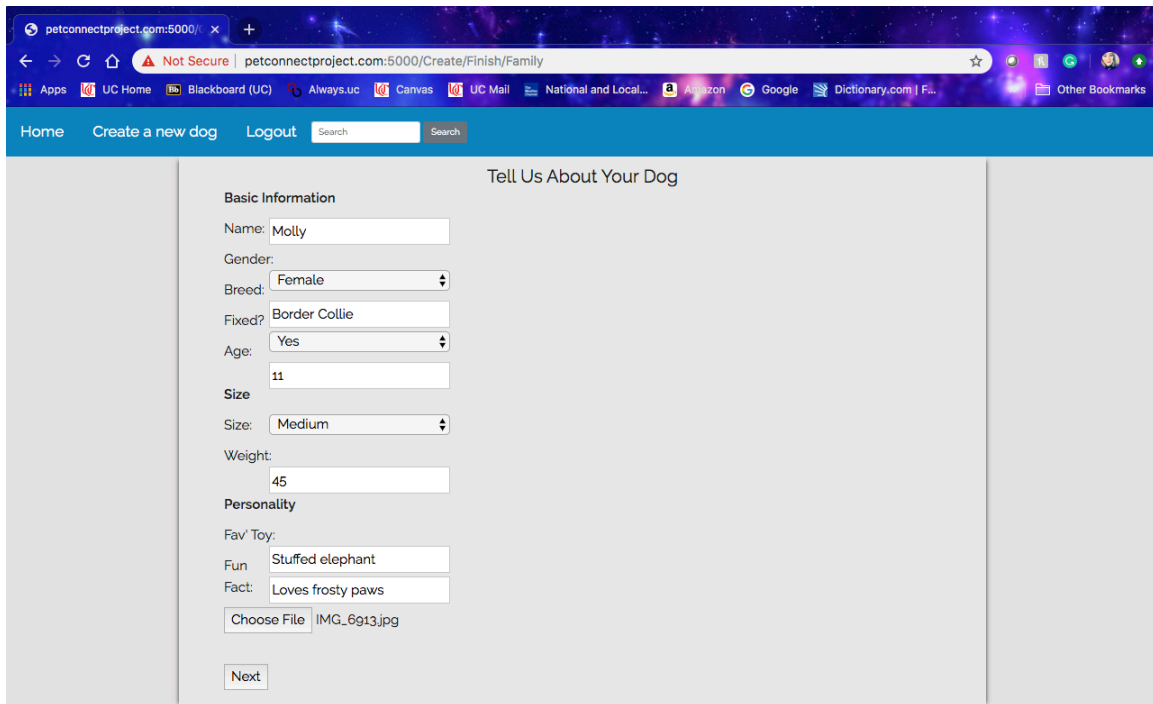 petconnectproject.com:5000/
Not Secure petconnectproject.com:5000/Create/Finish/Family
Apps UC Home Bb Blackboard (UC) Always.uc Canvas UC Mail National and Local... a Amazon G Google Dictionary.com | F... Other Bookmarks
Home Create a new dog Logout Search Search
Tell Us About Your Dog
Basic Information
Name: Molly
Gender: Female
Breed: Border Collie
Fixed? Yes
Age: 11
Size
Size: Medium
Weight: 45
Personality
Fav' Toy: Stuffed elephant
Fun
Fact: Loves frosty paws
Choose File IMG_6913.jpg
Next